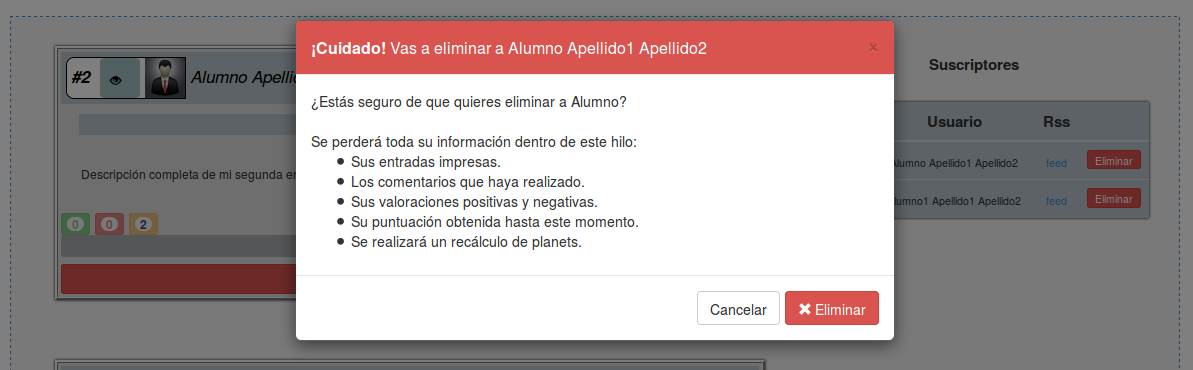 ¡Cuidado! Vas a eliminar a Alumno Apellido1 Apellido2 ×
¿Estás seguro de que quieres eliminar a Alumno?
Se perderá toda su información dentro de este hilo:
Sus entradas impresas.
Los comentarios que haya realizado.
Sus valoraciones positivas y negativas.
Su puntuación obtenida hasta este momento.
Se realizará un recálculo de planets.
Cancelar
Eliminar
#2 Alumno
Descripción completa de mi segunda
0 0 2
Suscriptores
Usuario Rss
Alumno Apellido1 Apellido2 feed Eliminar
Apellido1 Apellido2 feed Eliminar